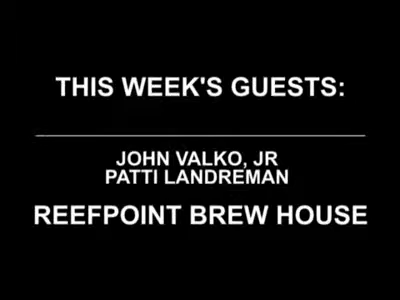 THIS WEEK'S GUESTS:
JOHN VALKO, JR
PATTI LANDREMAN
REEFPOINT BREW HOUSE